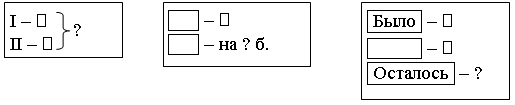 I – □
II – □
?
□ – □
□ – на ? б.
Было – □
□ – □
Осталось – ?